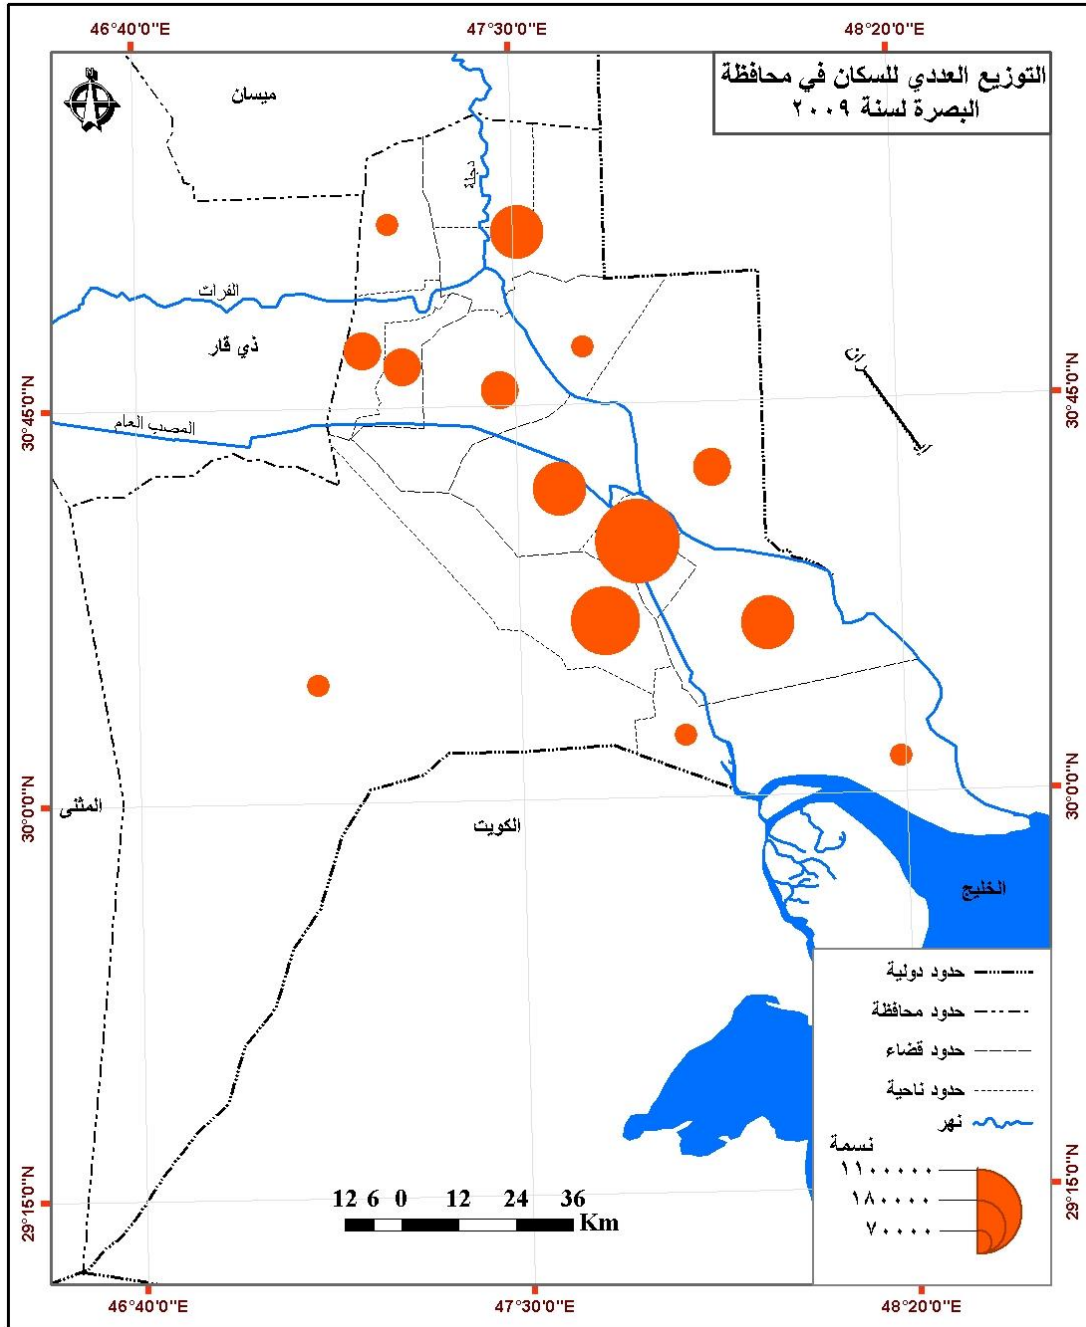 46°40'0"E
47°30'0"E
48°20'0"E
التوزيع العددي للسكان في محافظة
البصرة لسنة ٢٠٠٩
N
ميسان
دجلة
الفرات
ذي قار
المصب العام
30°45'0"N
30°45'0"N
المثنى
30°0'0"N
30°0'0"N
الكويت
الخليج
حدود دولية
حدود محافظة
حدود قضاء
حدود ناحية
نهر
نسمة
١١٠٠٠٠٠
١٨٠٠٠٠
٧٠٠٠٠
29°15'0"N
29°15'0"N
12 6 0 12 24 36
Km
46°40'0"E
47°30'0"E
48°20'0"E